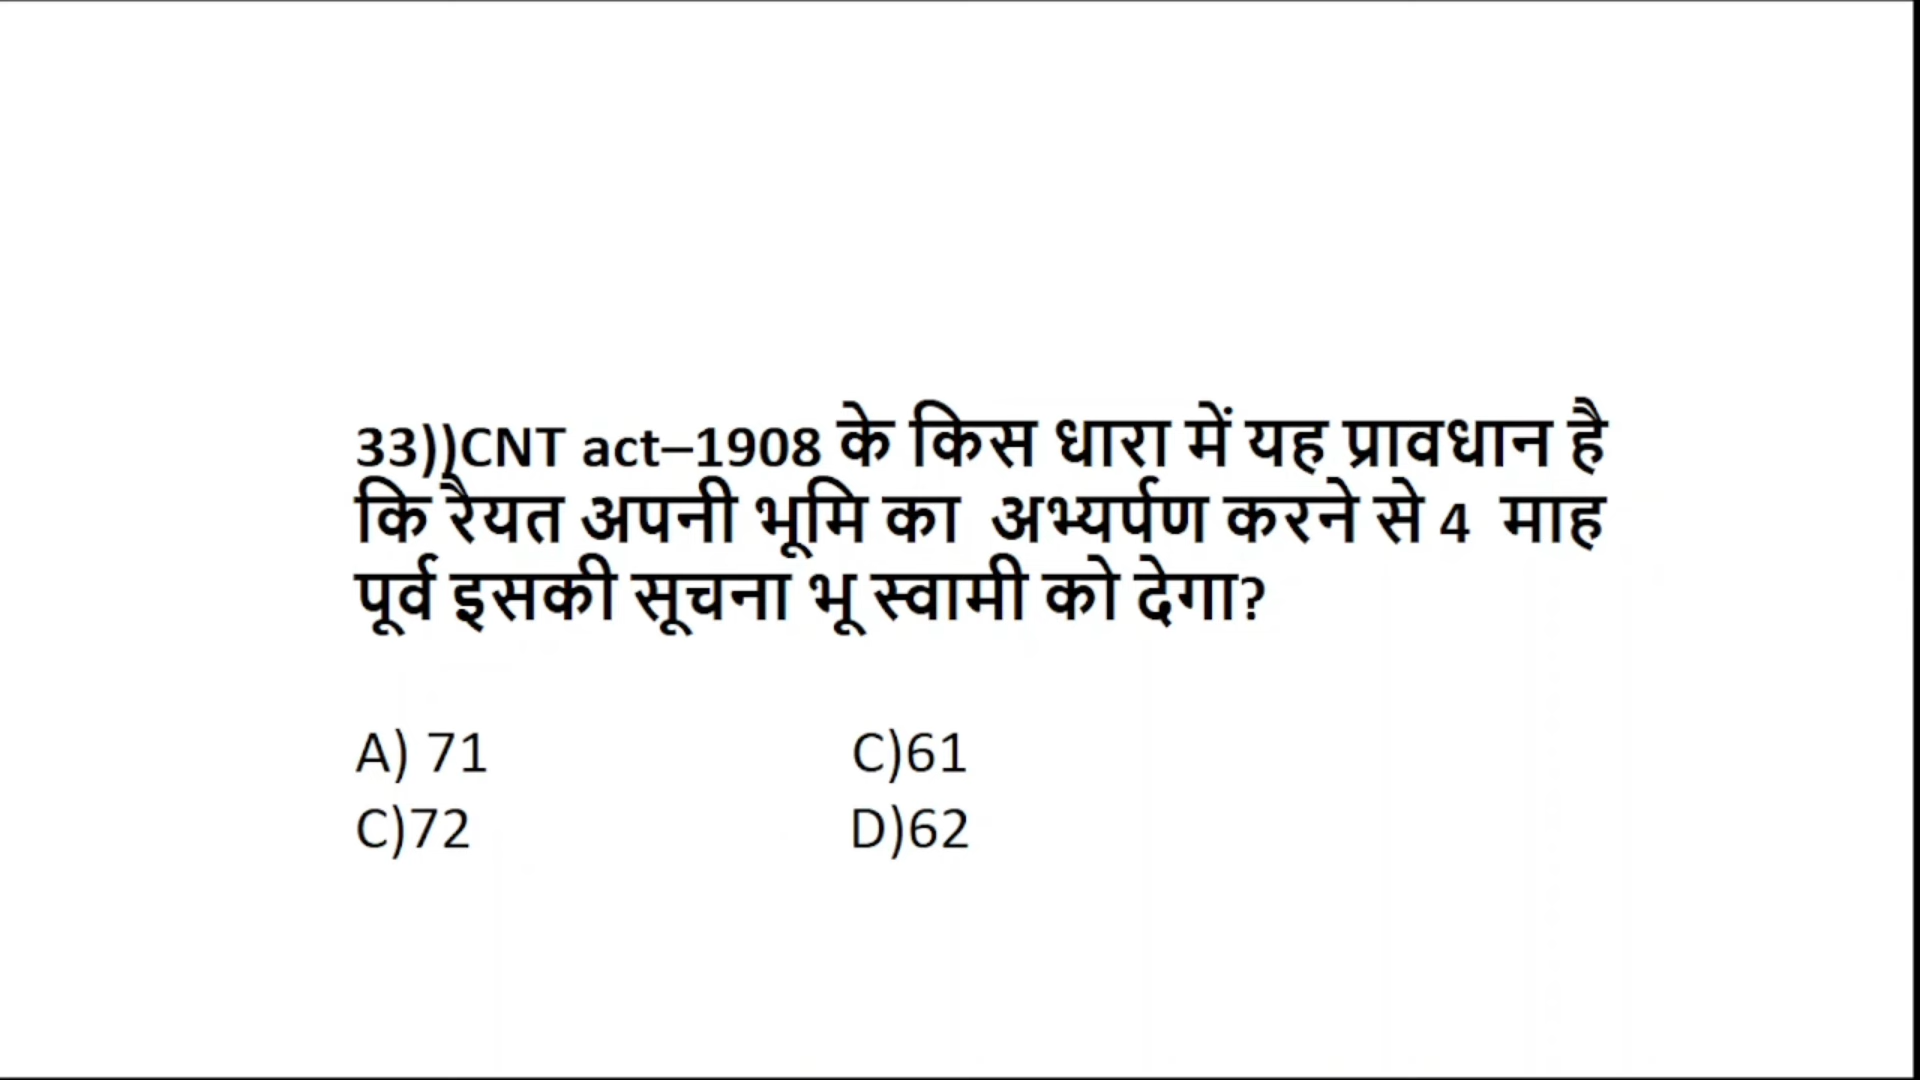 33))CNT act–1908 के किस धारा में यह प्रावधान है
कि रैयत अपनी भूमि का अभ्यर्पण करने से 4 माह
पूर्व इसकी सूचना भू स्वामी को देगा?
A) 71 C)61
C)72 D)62